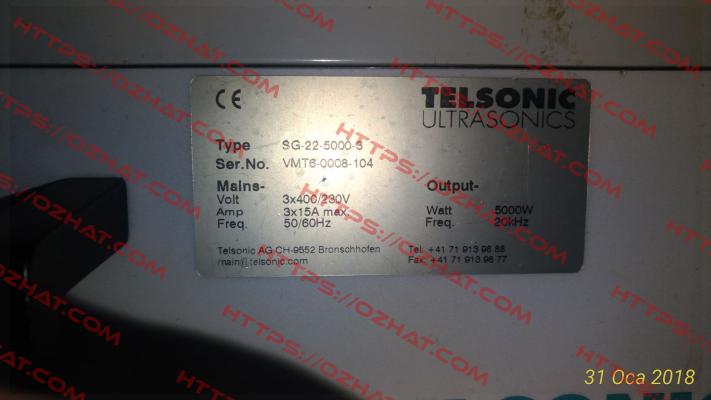 CE
TELSONIC
ULTRASONICS
Type SG-22-5000-3
Ser.No. VMT6-0008-104
Mains- Output-
Volt 3x400/230V Watt 5000W
Amp 3x15A max. Freq. 20kHz
Freq. 50/60Hz
Telsonic AG CH-9552 Bronschhofen Tel: +41 71 913 98 88
main@telsonic.com Fax: +41 71 913 98 77
31 Oca 2018
HTTPS://OZHAT.COM